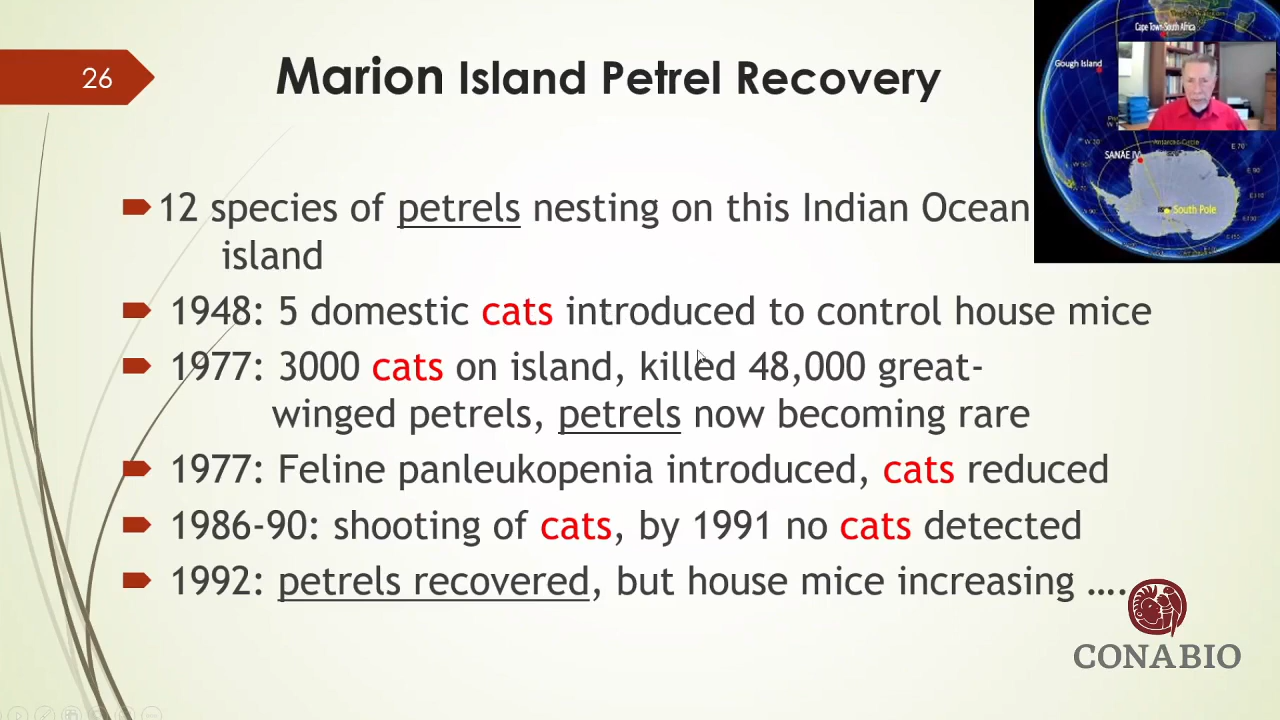 26
Marion Island Petrel Recovery
12 species of petrels nesting on this Indian Ocean
island
1948: 5 domestic cats introduced to control house mice
1977: 3000 cats on island, killed 48,000 great-
winged petrels, petrels now becoming rare
1977: Feline panleukopenia introduced, cats reduced
1986-90: shooting of cats, by 1991 no cats detected
1992: petrels recovered, but house mice increasing ....
Cape Town South Africa
Gough Island
Antarctic Circle
SANAE IV
South Pole
CONABIO